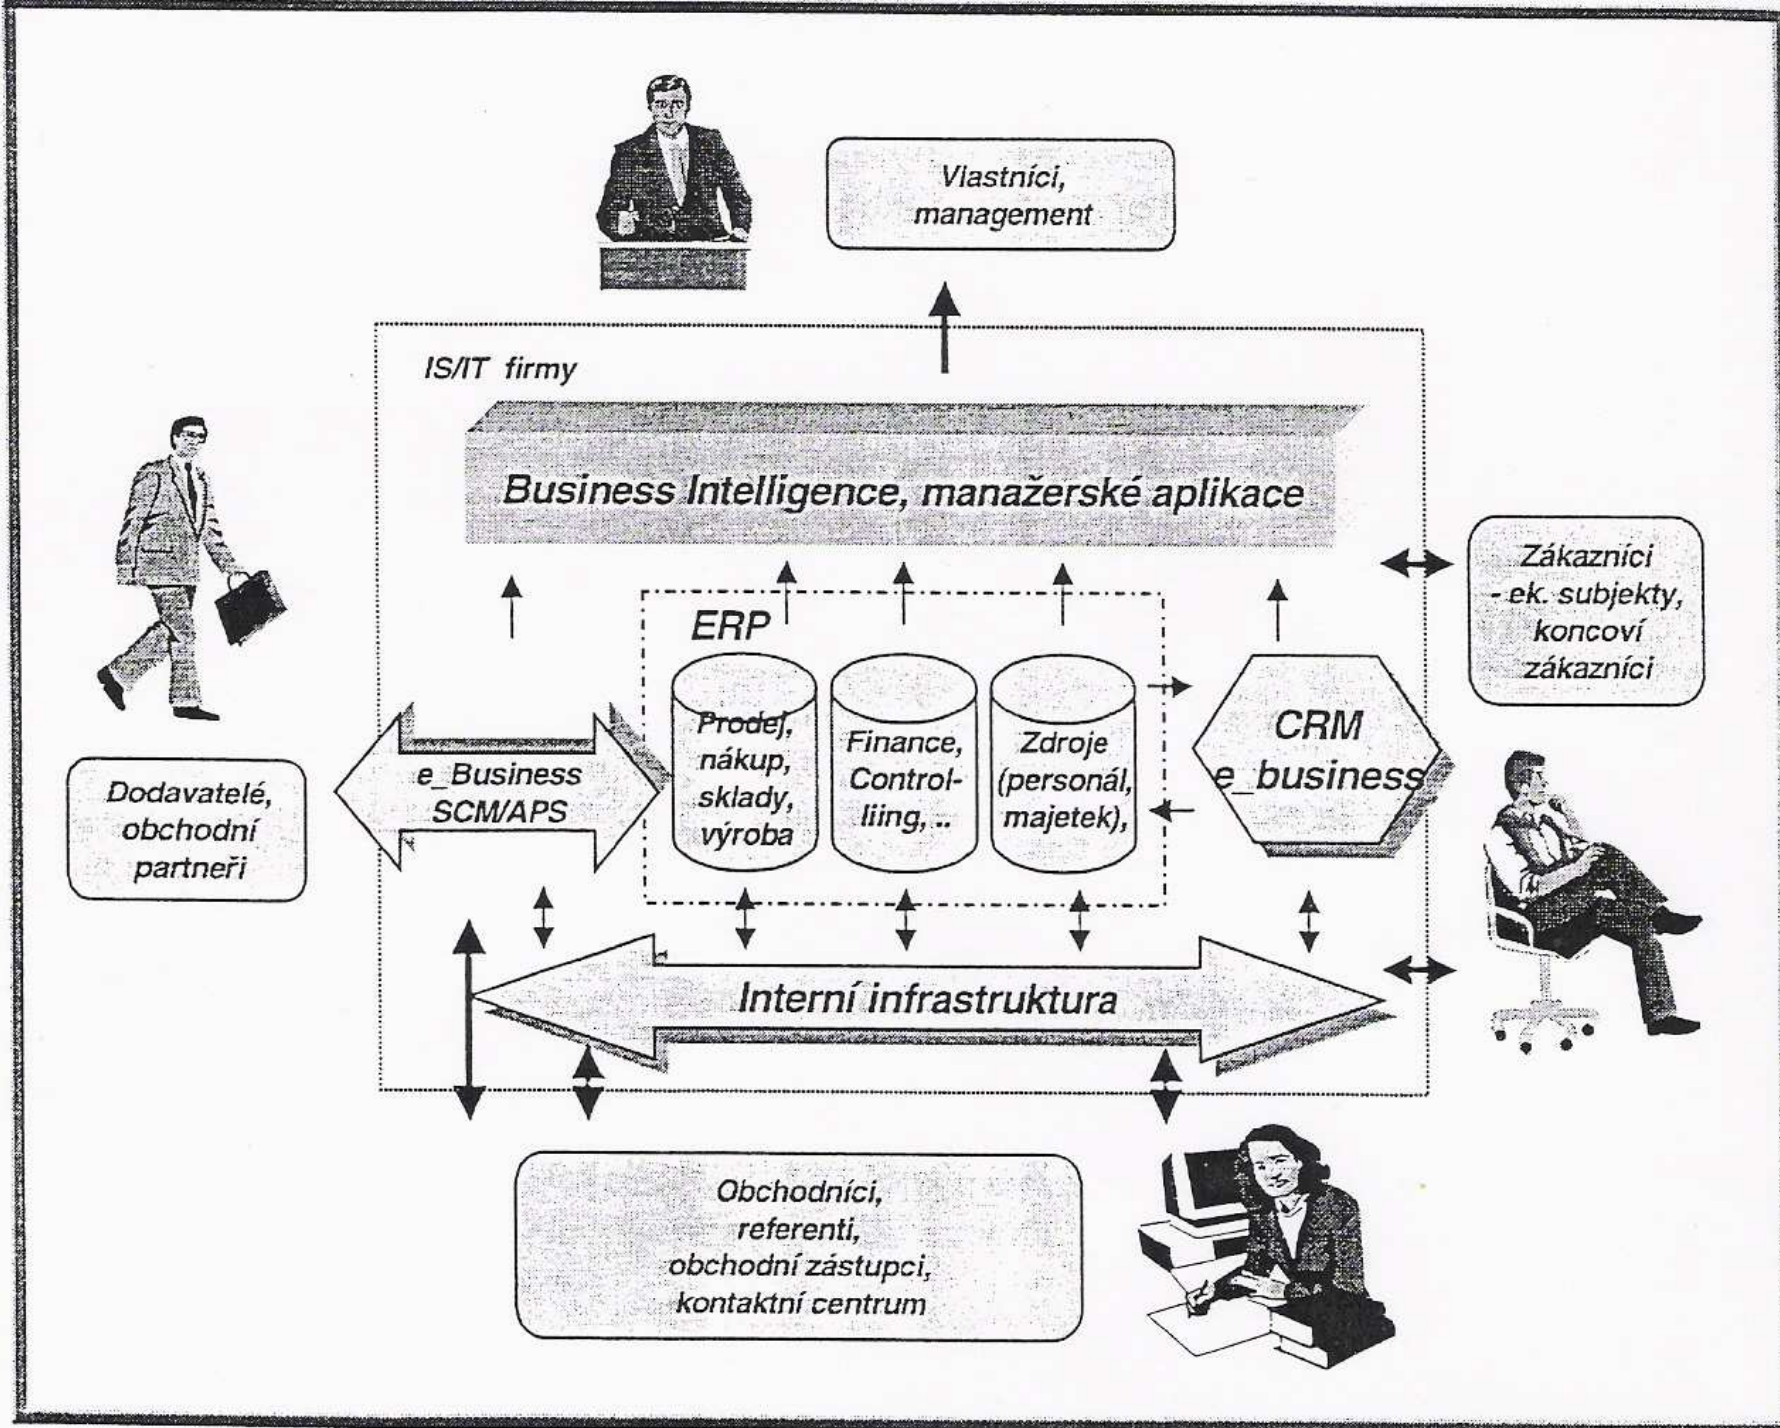 Vlastníci,
management
IS/IT firmy
Business Intelligence, manažerské aplikace
Zákazníci
- ek. subjekty,
koncoví
zákazníci
ERP
Prodej,
nákup,
sklady,
výroba
Finance,
Control-
liing, ..
Zdroje
(personál,
majetek),
CRM
e_business
e_Business
SCM/APS
Dodavatelé,
obchodní
partneři
Interní infrastruktura
Obchodníci,
referenti,
obchodní zástupci,
kontaktní centrum